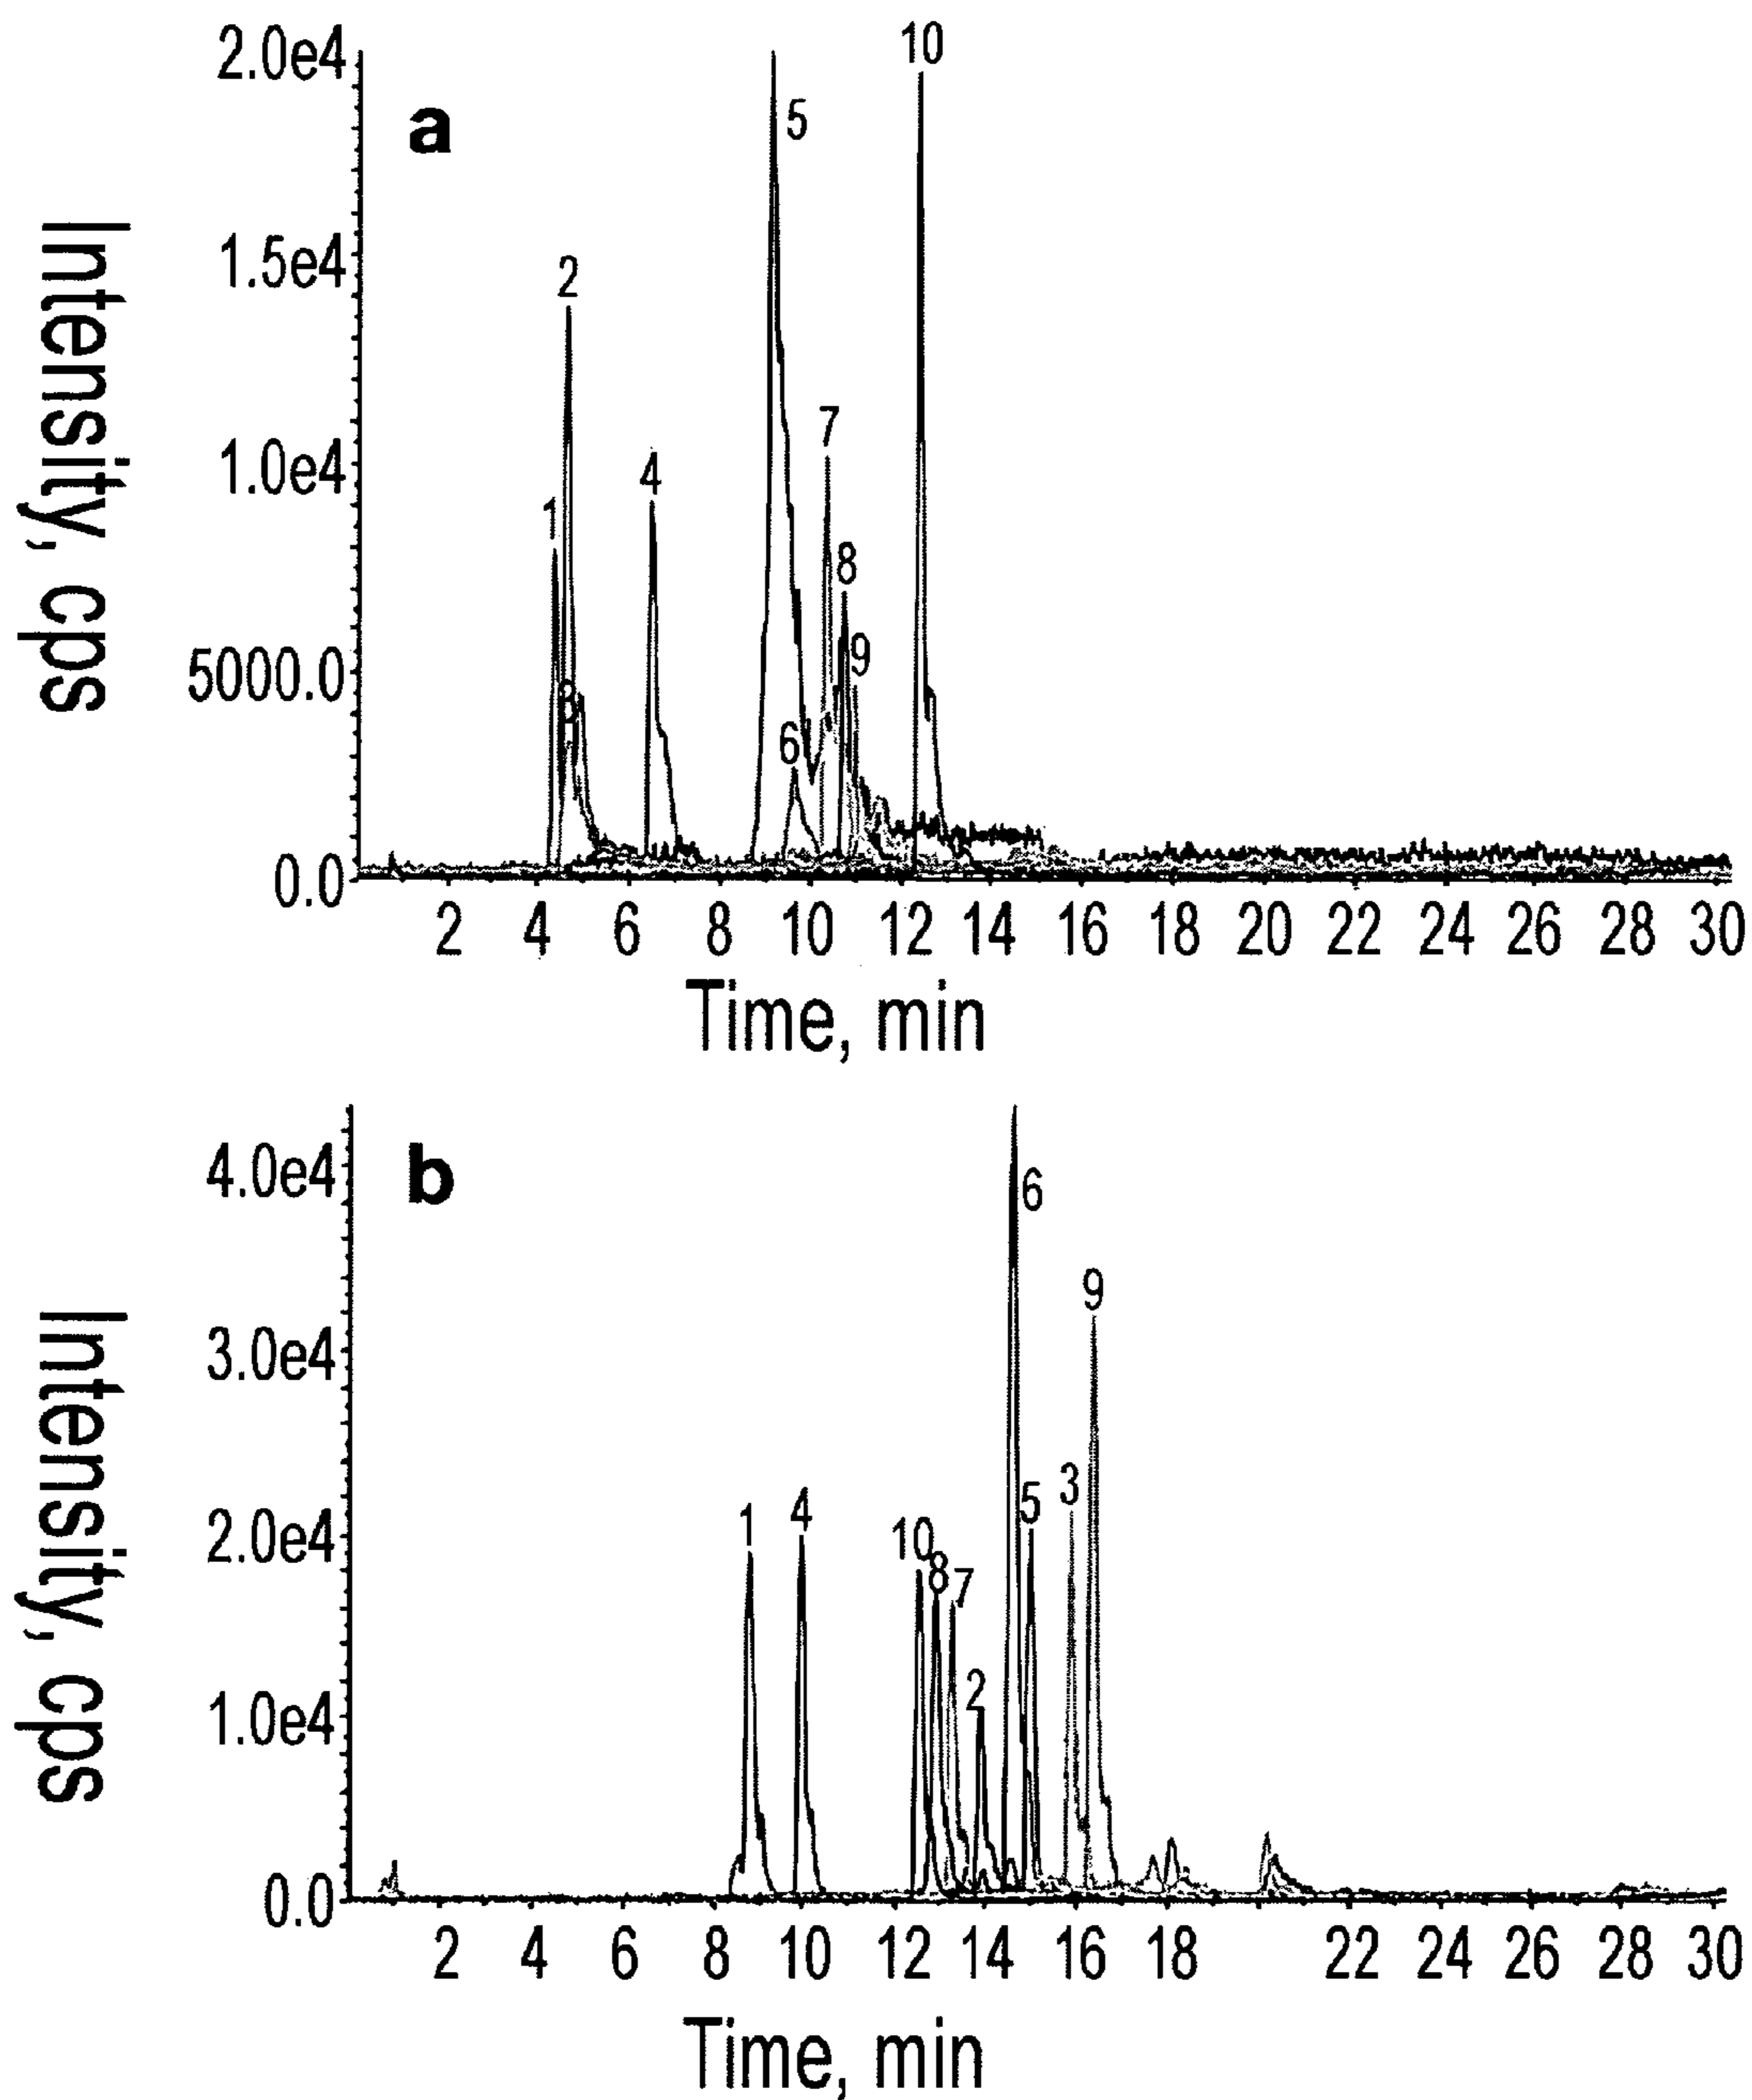 2.0e4
1.5e4
1.0e4
5000.0
0.0
Intensity, cps
a
1
2
3
4
5
6
7
8
9
10
2 4 6 8 10 12 14 16 18 20 22 24 26 28 30
Time, min
4.0e4
3.0e4
2.0e4
1.0e4
0.0
Intensity, cps
b
1
4
10
8
7
2
6
5
3
9
2 4 6 8 10 12 14 16 18 22 24 26 28 30
Time, min